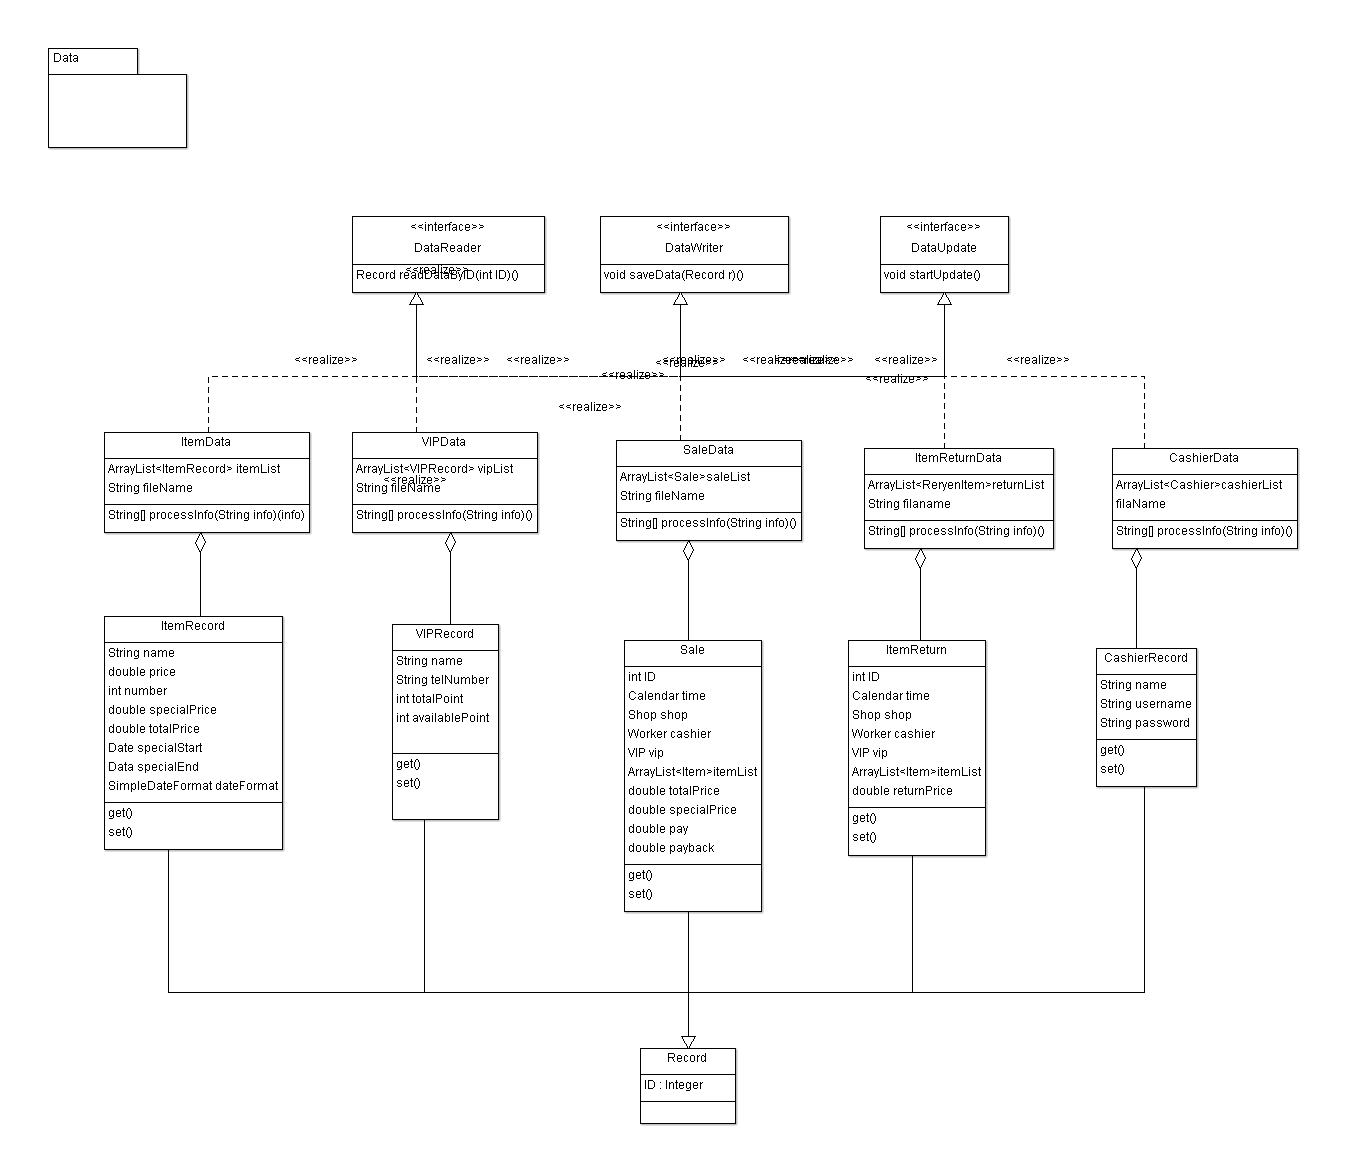 Data
<<interface>>
DataReader
Record readDataByID(int ID)()
<<realize>>
<<interface>>
DataWriter
void saveData(Record r)()
<<interface>>
DataUpdate
void startUpdate()
<<realize>>
<<realize>>
<<realize>>
<<realize>>
<<realize>>
<<realize>>
<<realize>>
<<realize>>
<<realize>>
<<realize>>
<<realize>>
<<realize>>
<<realize>>
ItemData
ArrayList<ItemRecord> itemList
String fileName
String[] processInfo(String info)(info)
VIPData
ArrayList<VIPRecord> vipList
<<realize>>
String fileName
String[] processInfo(String info)()
SaleData
ArrayList<Sale>saleList
String fileName
String[] processInfo(String info)()
ItemReturnData
ArrayList<ReryenItem>returnList
String filaname
String[] processInfo(String info)()
CashierData
ArrayList<Cashier>cashierList
filaName
String[] processInfo(String info)()
ItemRecord
String name
double price
int number
double specialPrice
double totalPrice
Date specialStart
Data specialEnd
SimpleDateFormat dateFormat
get()
set()
VIPRecord
String name
String telNumber
int totalPoint
int availablePoint
get()
set()
Sale
int ID
Calendar time
Shop shop
Worker cashier
VIP vip
ArrayList<Item>itemList
double totalPrice
double specialPrice
double pay
double payback
get()
set()
ItemReturn
int ID
Calendar time
Shop shop
Worker cashier
VIP vip
ArrayList<Item>itemList
double returnPrice
get()
set()
CashierRecord
String name
String username
String password
get()
set()
Record
ID : Integer